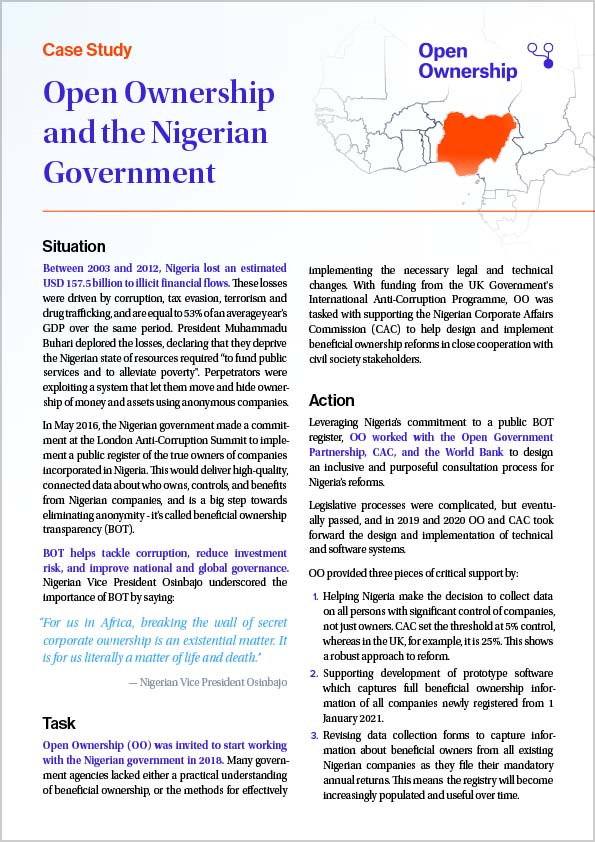 Case Study
Open Ownership
and the Nigerian
Government
Open
Ownership
Situation
Between 2003 and 2012, Nigeria lost an estimated
USD 157.5 billion to illicit financial flows. These losses
were driven by corruption, tax evasion, terrorism and
drug trafficking, and are equal to 53% of an average year's
GDP over the same period. President Muhammadu
Buhari deplored the losses, declaring that they deprive
the Nigerian state of resources required "to fund public
services and to alleviate poverty". Perpetrators were
exploiting a system that let them move and hide owner-
ship of money and assets using anonymous companies.
In May 2016, the Nigerian government made a commit-
ment at the London Anti-Corruption Summit to imple-
ment a public register of the true owners of companies
incorporated in Nigeria. This would deliver high-quality,
connected data about who owns, controls, and benefits
from Nigerian companies, and is a big step towards
eliminating anonymity - it's called beneficial ownership
transparency (BOT).
BOT helps tackle corruption, reduce investment
risk, and improve national and global governance.
Nigerian Vice President Osinbajo underscored the
importance of BOT by saying:
"For us in Africa, breaking the wall of secret
corporate ownership is an existential matter. It
is for us literally a matter of life and death."
— Nigerian Vice President Osinbajo
Task
Open Ownership (OO) was invited to start working
with the Nigerian government in 2018. Many govern-
ment agencies lacked either a practical understanding
of beneficial ownership, or the methods for effectively
implementing the necessary legal and technical
changes. With funding from the UK Government's
International Anti-Corruption Programme, OO was
tasked with supporting the Nigerian Corporate Affairs
Commission (CAC) to help design and implement
beneficial ownership reforms in close cooperation with
civil society stakeholders.
Action
Leveraging Nigeria's commitment to a public BOT
register, OO worked with the Open Government
Partnership, CAC, and the World Bank to design
an inclusive and purposeful consultation process for
Nigeria's reforms.
Legislative processes were complicated, but eventu-
ally passed, and in 2019 and 2020 OO and CAC took
forward the design and implementation of technical
and software systems.
OO provided three pieces of critical support by:
1. Helping Nigeria make the decision to collect data
on all persons with significant control of companies,
not just owners. CAC set the threshold at 5% control,
whereas in the UK, for example, it is 25%. This shows
a robust approach to reform.
2. Supporting development of prototype software
which captures full beneficial ownership infor-
mation of all companies newly registered from 1
January 2021.
3. Revising data collection forms to capture infor-
mation about beneficial owners from all existing
Nigerian companies as they file their mandatory
annual returns. This means the registry will become
increasingly populated and useful over time.